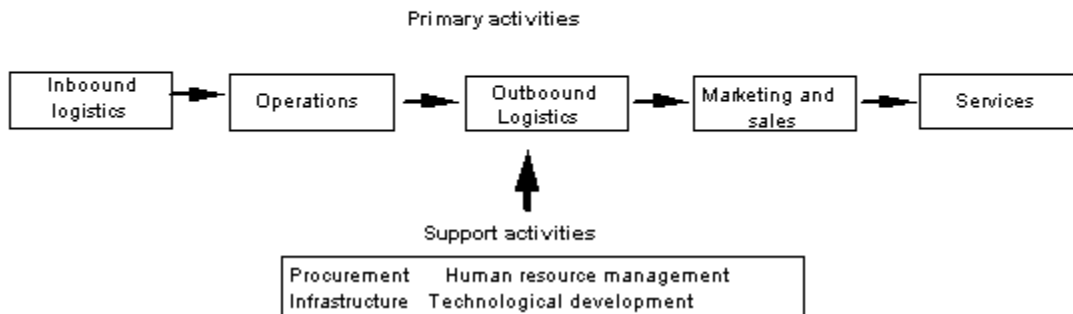 Primary activities
Inboound
logistics
Operations
Outboound
Logistics
Marketing and
sales
Services
Support activities
Procurement Human resource management
Infrastructure Technological development